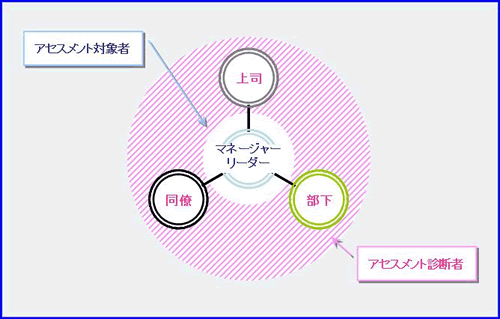 アセスメント対象者
上司
マネージャー
リーダー
同僚
部下
アセスメント診断者